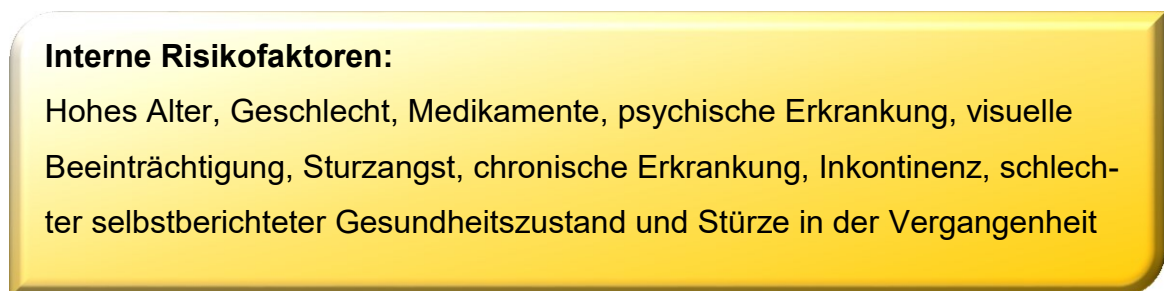 Interne Risikofaktoren:
Hohes Alter, Geschlecht, Medikamente, psychische Erkrankung, visuelle
Beeinträchtigung, Sturzangst, chronische Erkrankung, Inkontinenz, schlech-
ter selbstberichteter Gesundheitszustand und Stürze in der Vergangenheit